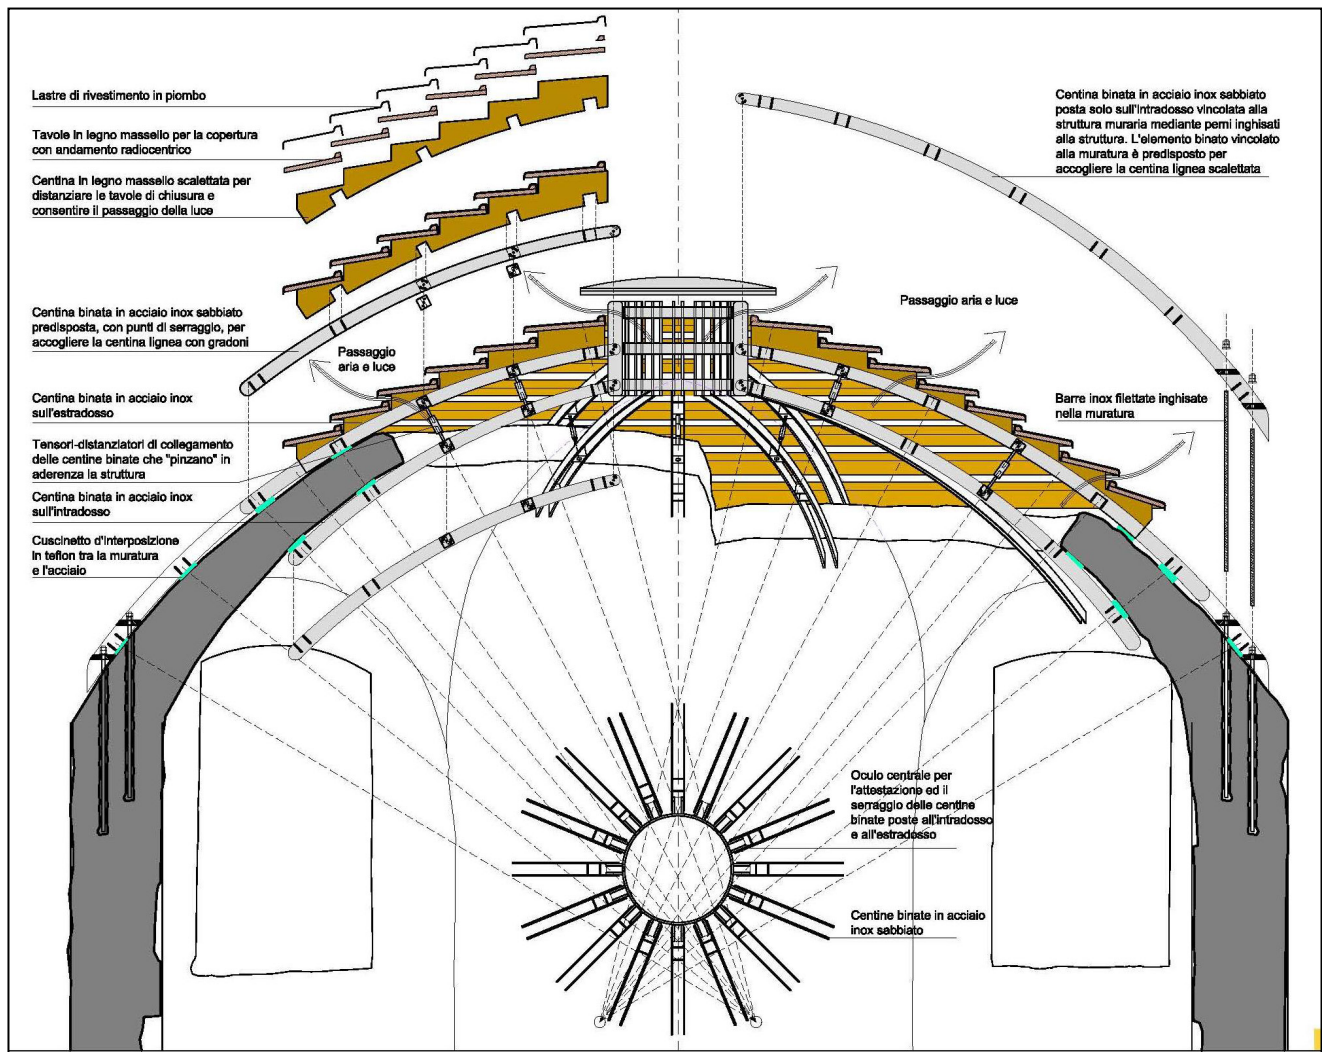 Lastre di rivestimento in piombo
Tavole in legno massello per la copertura
con andamento radiocentrico
Centina in legno massello scalettata per
distanziare le tavole di chiusura e
consentire il passaggio della luce
Centina binata in acciaio inox sabbiato
predisposta, con punti di serraggio, per
accogliere la centina lignea con gradoni
Passaggio
aria e luce
Centina binata in acciaio inox
sull'estradosso
Tensori-distanziatori di collegamento
delle centine binate che "pinzano" in
aderenza la struttura
Centina binata in acciaio inox
sull'intradosso
Cuscinetto d'interposizione
in teflon tra la muratura
e l'acciaio
Centina binata in acciaio inox sabbiato
posta solo sull'intradosso vincolata alla
struttura muraria mediante perni inghisati
alla struttura. L'elemento binato vincolato
alla muratura è predisposto per
accogliere la centina lignea scalettata
Passaggio aria e luce
Barre inox filettate inghisate
nella muratura
Oculo centrale per
l'attestazione ed il
serraggio delle centine
binate poste all'intradosso
e all'estradosso
Centine binate in acciaio
inox sabbiato